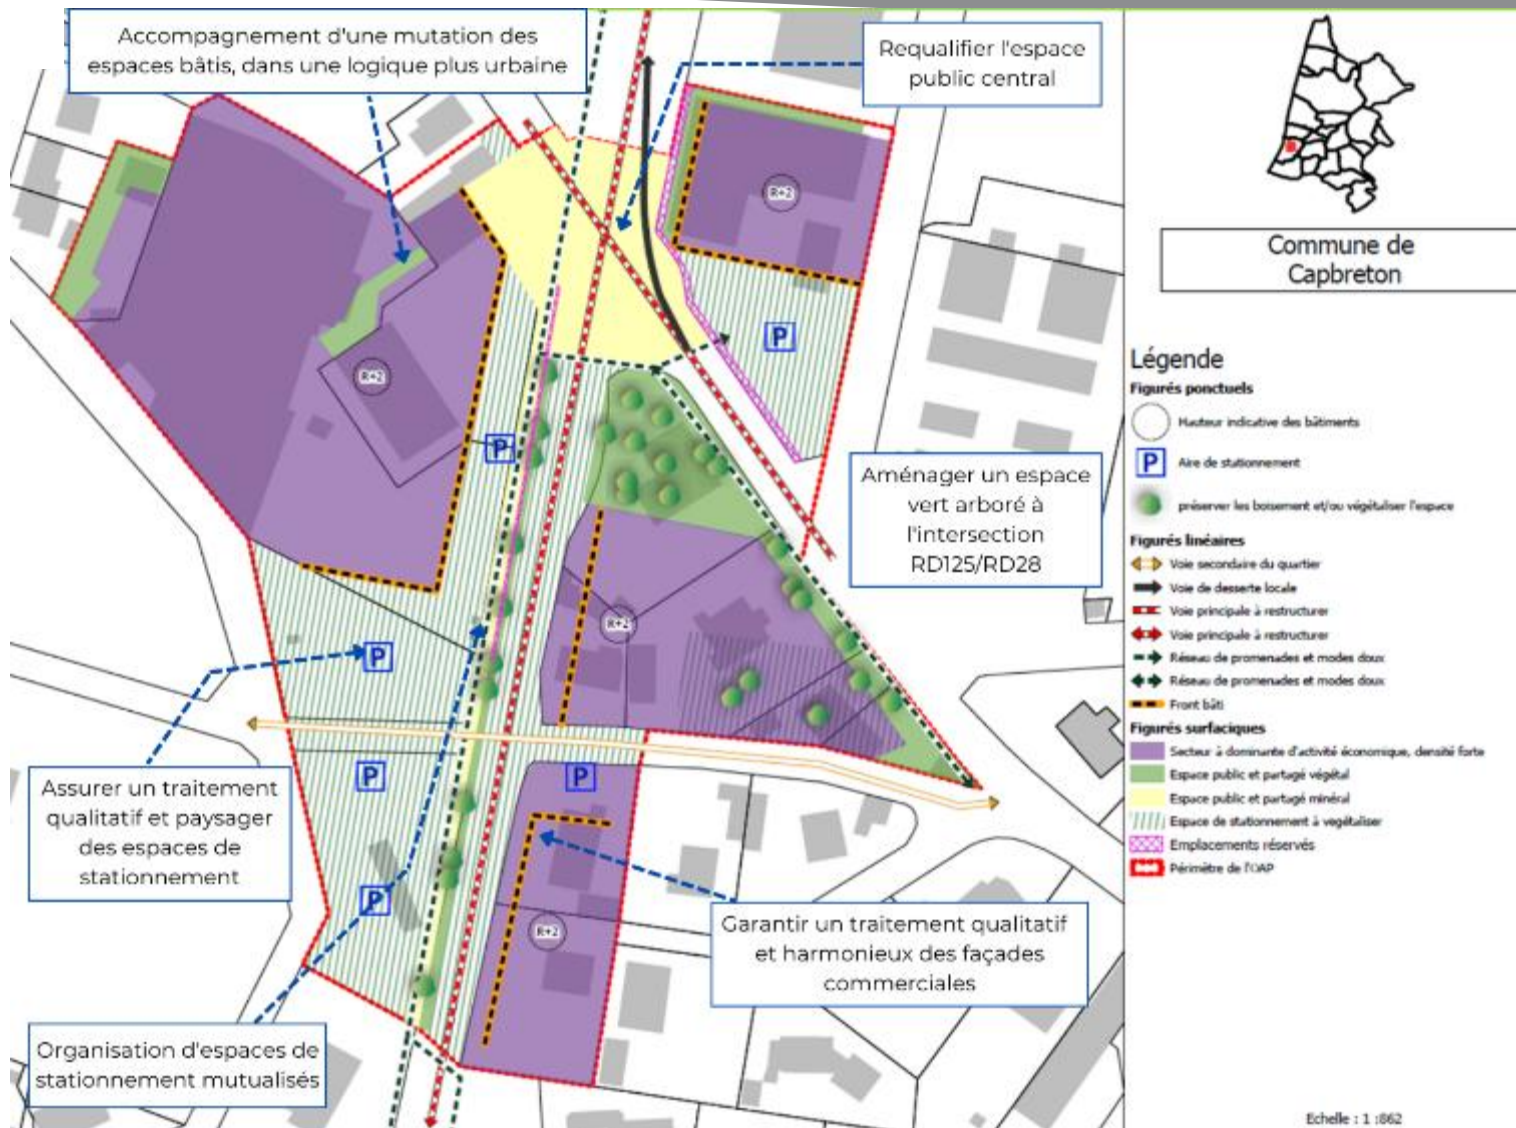 Accompagnement d'une mutation des
espaces bâtis, dans une logique plus urbaine
Requalifier l'espace
public central
R+2
P
R+2
P
Aménager un espace
vert arboré à
l'intersection
RD125/RD28
R+2
P
P
P
Assurer un traitement
qualitatif et paysager
des espaces de
stationnement
P
R+2
Garantir un traitement qualitatif
et harmonieux des façades
commerciales
Organisation d'espaces de
stationnement mutualisés
Commune de
Capbreton
Légende
Figurés ponctuels
Hauteur indicative des bâtiments
P Aire de stationnement
préserver les boisement et/ou végétaliser l'espace
Figurés linéaires
Voie secondaire du quartier
Voie de desserte locale
Voie principale à restructurer
Voie principale à restructurer
Réseau de promenades et modes doux
Réseau de promenades et modes doux
Front bâti
Figurés surfaciques
Secteur à dominante d'activité économique, densité forte
Espace public et partagé végétal
Espace public et partagé minéral
Espace de stationnement à vegétaliser
Emplacements réservés
Périmètre de l'OAP
Echelle : 1 :862